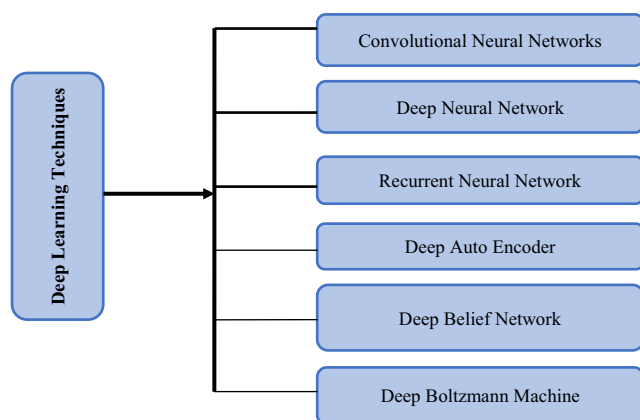 Deep Learning Techniques
Convolutional Neural Networks
Deep Neural Network
Recurrent Neural Network
Deep Auto Encoder
Deep Belief Network
Deep Boltzmann Machine